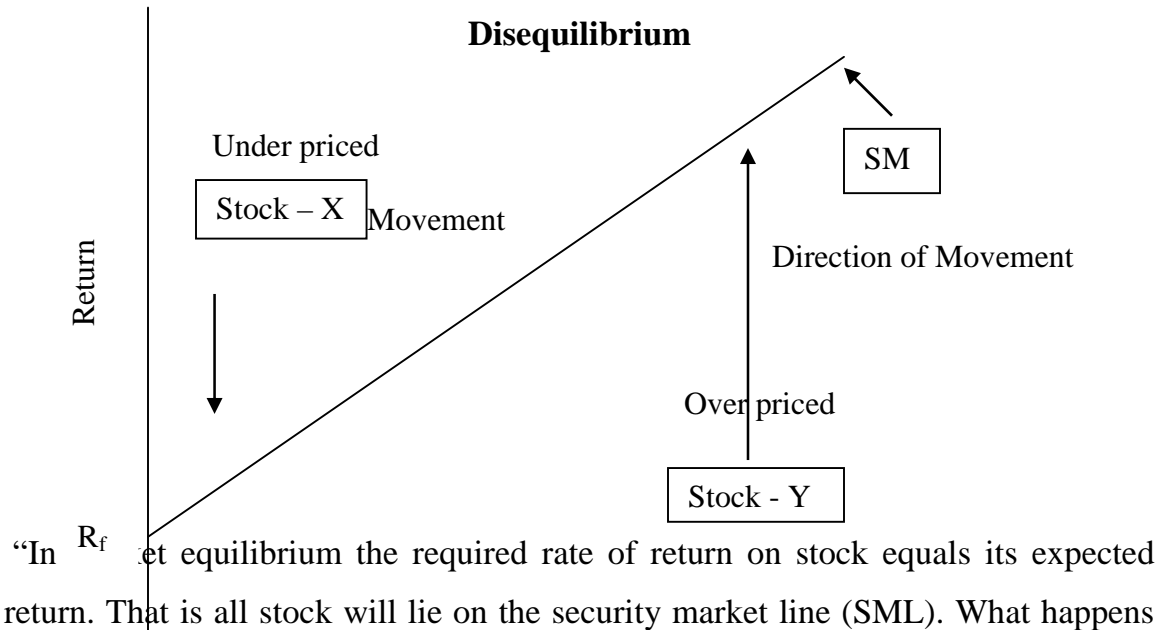 Disequilibrium
Under priced
SM
Stock – X
Movement
Direction of Movement
Return
Over priced
Stock - Y
R_f
“In et equilibrium the required rate of return on stock equals its expected
return. That is all stock will lie on the security market line (SML). What happens